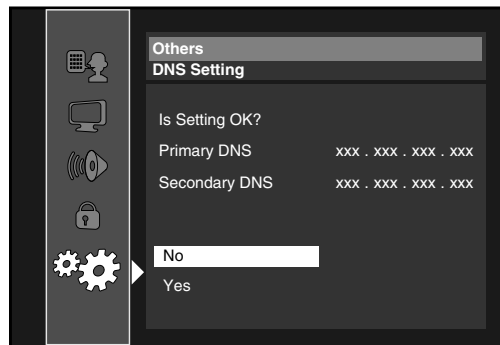 Others
DNS Setting
Is Setting OK?
Primary DNS xxx . xxx . xxx . xxx
Secondary DNS xxx . xxx . xxx . xxx
No
Yes